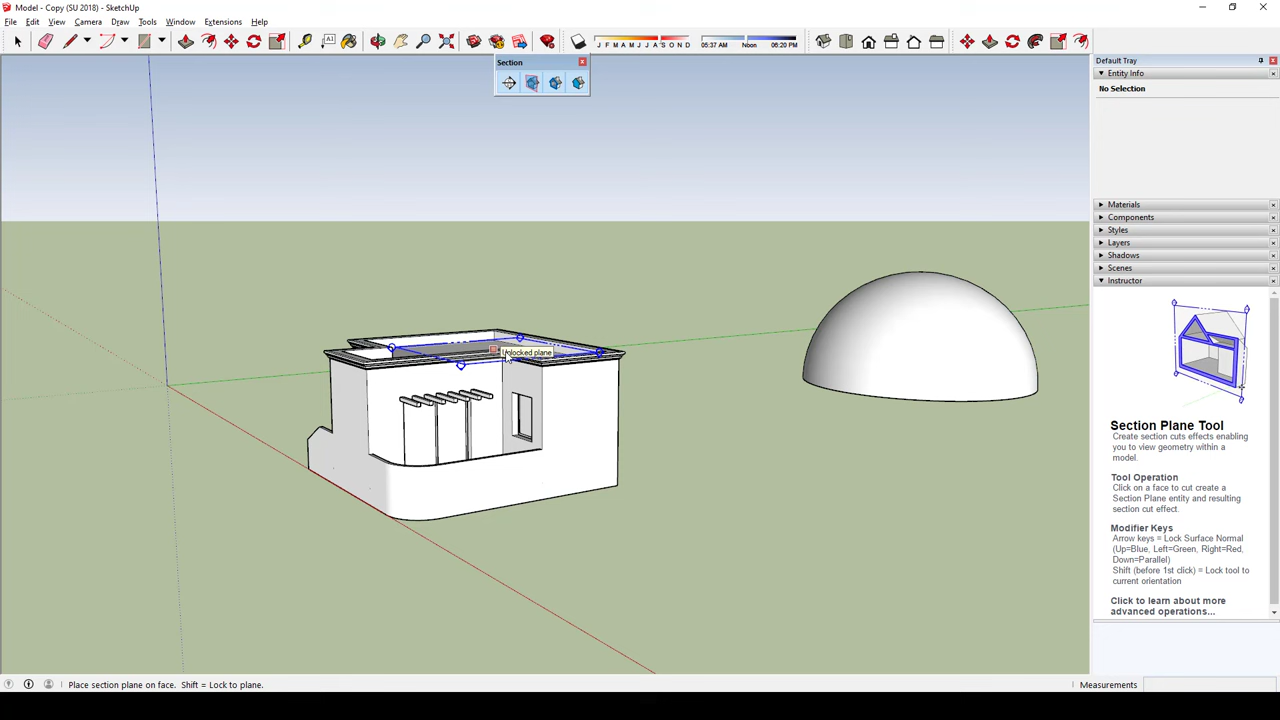 Model - Copy (SU 2018) - SketchUp
File Edit View Camera Draw Tools Window Extensions Help
J F M A M J J A S O N D
05:37 AM Noon 06:20 PM
Section
Default Tray
Entity Info
No Selection
Materials
Components
Styles
Layers
Shadows
Scenes
Instructor
Unlocked plane
Section Plane Tool
Create section cuts effects enabling
you to view geometry within a
model.
Tool Operation
Click on a face to cut create a
Section Plane entity and resulting
section cut effect.
Modifier Keys
Arrow keys = Lock Surface Normal
(Up=Blue, Left=Green, Right=Red,
Down=Parallel)
Shift (before 1st click) = Lock tool to
current orientation
Click to learn about more
advanced operations...
Place section plane on face. Shift = Lock to plane.
Measurements